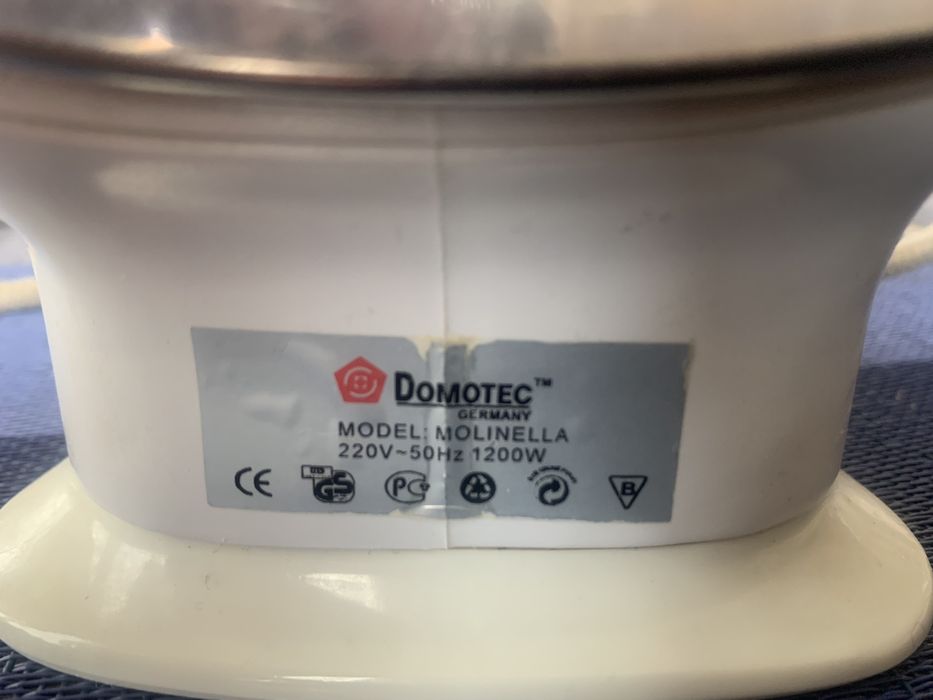 DOMOTEC™
GERMANY
MODEL: MOLINELLA
220V~50Hz 1200W
CE GS PC B